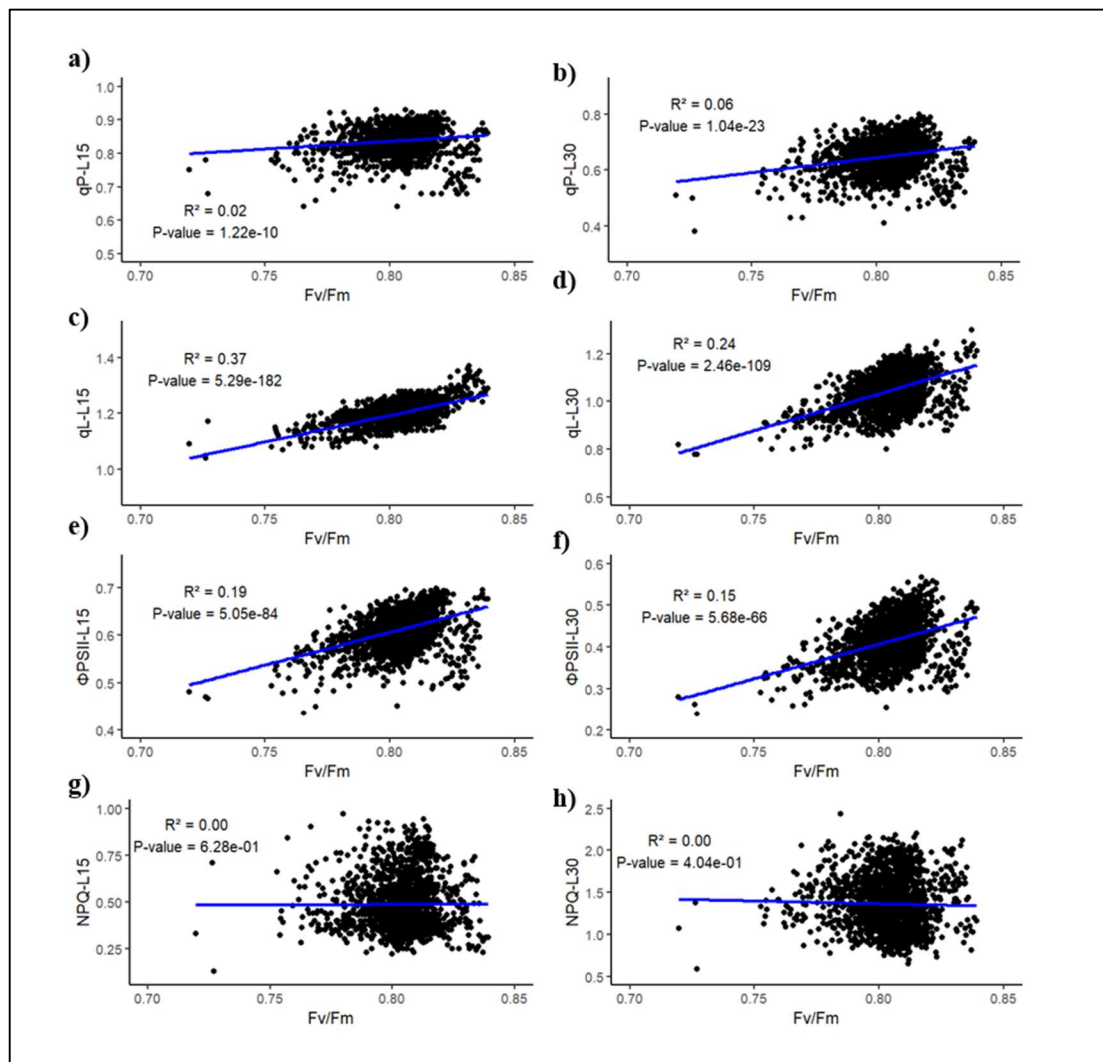 a)
1.0
0.9
0.8
0.7
0.6
0.5
qP-L15
R² = 0.02
P-value = 1.22e-10
0.70 0.75 0.80 0.85
Fv/Fm
b)
0.8
0.6
0.4
qP-L30
R² = 0.06
P-value = 1.04e-23
0.70 0.75 0.80 0.85
Fv/Fm
c)
1.4
1.2
1.0
qL-L15
R² = 0.37
P-value = 5.29e-182
0.70 0.75 0.80 0.85
Fv/Fm
d)
1.2
1.0
0.8
0.6
qL-L30
R² = 0.24
P-value = 2.46e-109
0.70 0.75 0.80 0.85
Fv/Fm
e)
0.7
0.6
0.5
0.4
ΦPSII-L15
R² = 0.19
P-value = 5.05e-84
0.70 0.75 0.80 0.85
Fv/Fm
f)
0.6
0.5
0.4
0.3
0.2
ΦPSII-L30
R² = 0.15
P-value = 5.68e-66
0.70 0.75 0.80 0.85
Fv/Fm
g)
1.00
0.75
0.50
0.25
NPQ-L15
R² = 0.00
P-value = 6.28e-01
0.70 0.75 0.80 0.85
Fv/Fm
h)
2.5
2.0
1.5
1.0
0.5
NPQ-L30
R² = 0.00
P-value = 4.04e-01
0.70 0.75 0.80 0.85
Fv/Fm